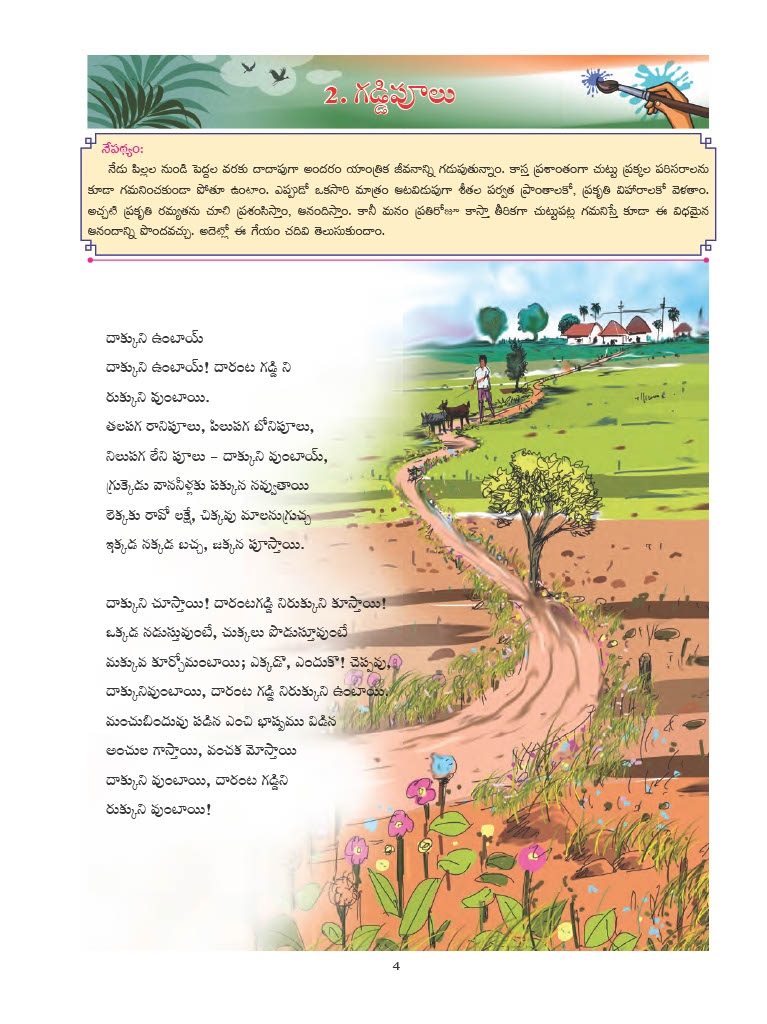 2. గడ్డిపూలు
నేపథ్యం:
నేడు పిల్లల నుండి పెద్దల వరకు దాదాపుగా అందరం యాంత్రిక జీవనాన్ని గడుపుతున్నాం. కాస్త ప్రశాంతంగా చుట్టు ప్రక్కల పరిసరాలను
కూడా గమనించకుండా పోతూ ఉంటాం. ఎప్పుడో ఒకసారి మాత్రం ఆటవిడుపుగా శీతల పర్వత ప్రాంతాలకో, ప్రకృతి విహారాలకో వెళతాం.
అచ్చటి ప్రకృతి రమ్యతను చూలి ప్రశంసిస్తాం, ఆనందిస్తాం. కానీ మనం ప్రతిరోజూ కాస్తా తీరికగా చుట్టుపట్ల గమనిస్తే కూడా ఈ విధమైన
ఆనందాన్ని పొందవచ్చు. అదెట్లో ఈ గేయం చదివి తెలుసుకుందాం.
దాక్కుని ఉంటాయ్
దాక్కుని ఉంటాయ్! దారంట గడ్డి ని
రుక్కుని వుంటాయి.
తలపగ రానిపూలు, పిలుపగ బోనిపూలు,
నిలుపగ లేని పూలు – దాక్కుని వుంటాయ్,
గ్రుక్కెడు వాననీళ్లకు పక్కున నవ్వుతాయి
లెక్కకు రావో లక్షే, చిక్కవు మాలనుగ్రుచ్చ
ఇక్కడ నక్కడ బచ్చ, జక్కన పూస్తాయి.
దాక్కుని చూస్తాయి! దారంటగడ్డి నిరుక్కుని కూస్తాయి!
ఒక్కడ నడుస్తువుంటే, చుక్కలు పొడుస్తూవుంటే
మక్కువ కూర్చోమంటాయి; ఎక్కడొ, ఎందుకొ! చెప్పవు,
దాక్కునివుంటాయి, దారంట గడ్డి నిరుక్కుని ఉంటాయి.
మంచుబిందువు పడిన ఎంచి భాష్పము విడిన
అంచుల గాస్తాయి, వంచక మోస్తాయి
దాక్కుని వుంటాయి, దారంట గడ్డిని
రుక్కుని వుంటాయి!
4